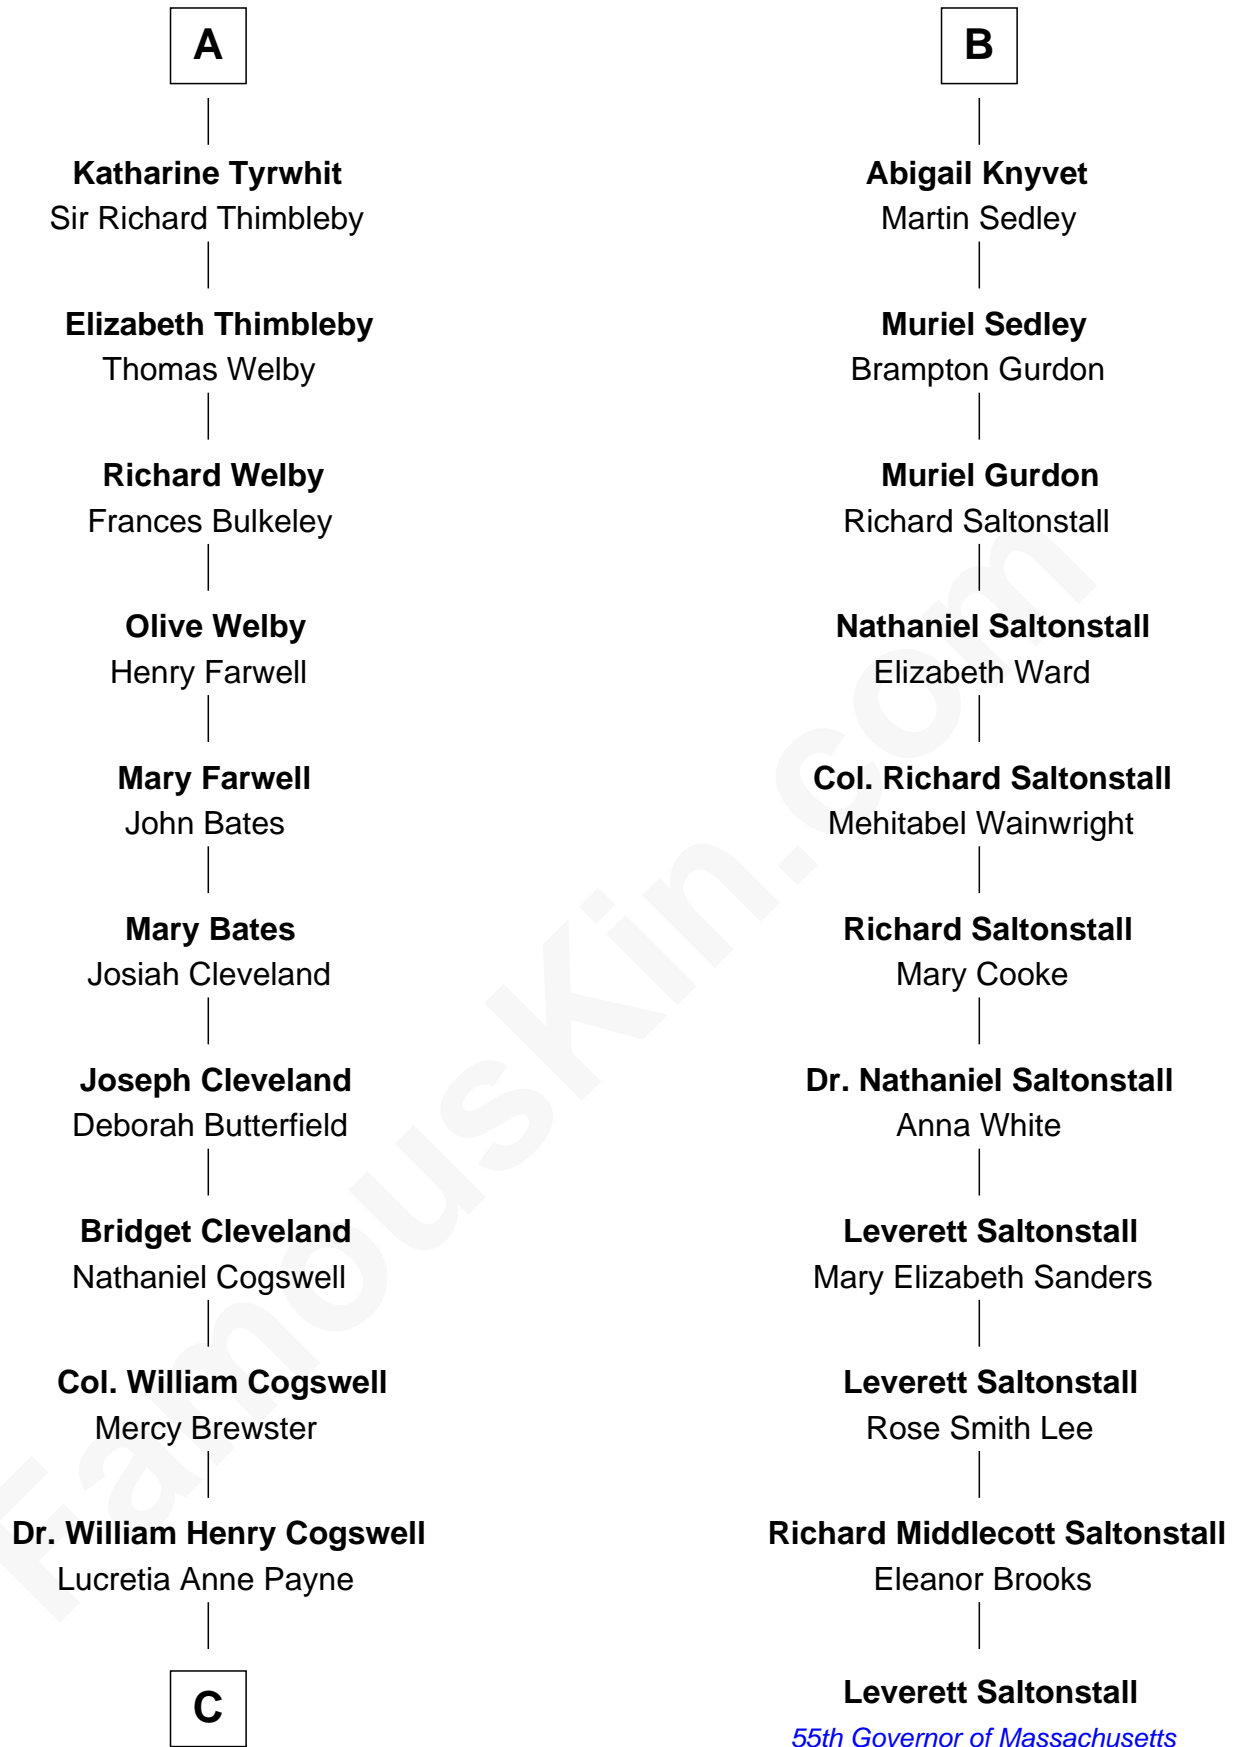 A
Katharine Tyrwhit
Sir Richard Thimbleby
Elizabeth Thimbleby
Thomas Welby
Richard Welby
Frances Bulkeley
Olive Welby
Henry Farwell
Mary Farwell
John Bates
Mary Bates
Josiah Cleveland
Joseph Cleveland
Deborah Butterfield
Bridget Cleveland
Nathaniel Cogswell
Col. William Cogswell
Mercy Brewster
Dr. William Henry Cogswell
Lucretia Anne Payne
C
B
Abigail Knyvet
Martin Sedley
Muriel Sedley
Brampton Gurdon
Muriel Gurdon
Richard Saltonstall
Nathaniel Saltonstall
Elizabeth Ward
Col. Richard Saltonstall
Mehitabel Wainwright
Richard Saltonstall
Mary Cooke
Dr. Nathaniel Saltonstall
Anna White
Leverett Saltonstall
Mary Elizabeth Sanders
Leverett Saltonstall
Rose Smith Lee
Richard Middlecott Saltonstall
Eleanor Brooks
Leverett Saltonstall
55th Governor of Massachusetts
FamousKin.com